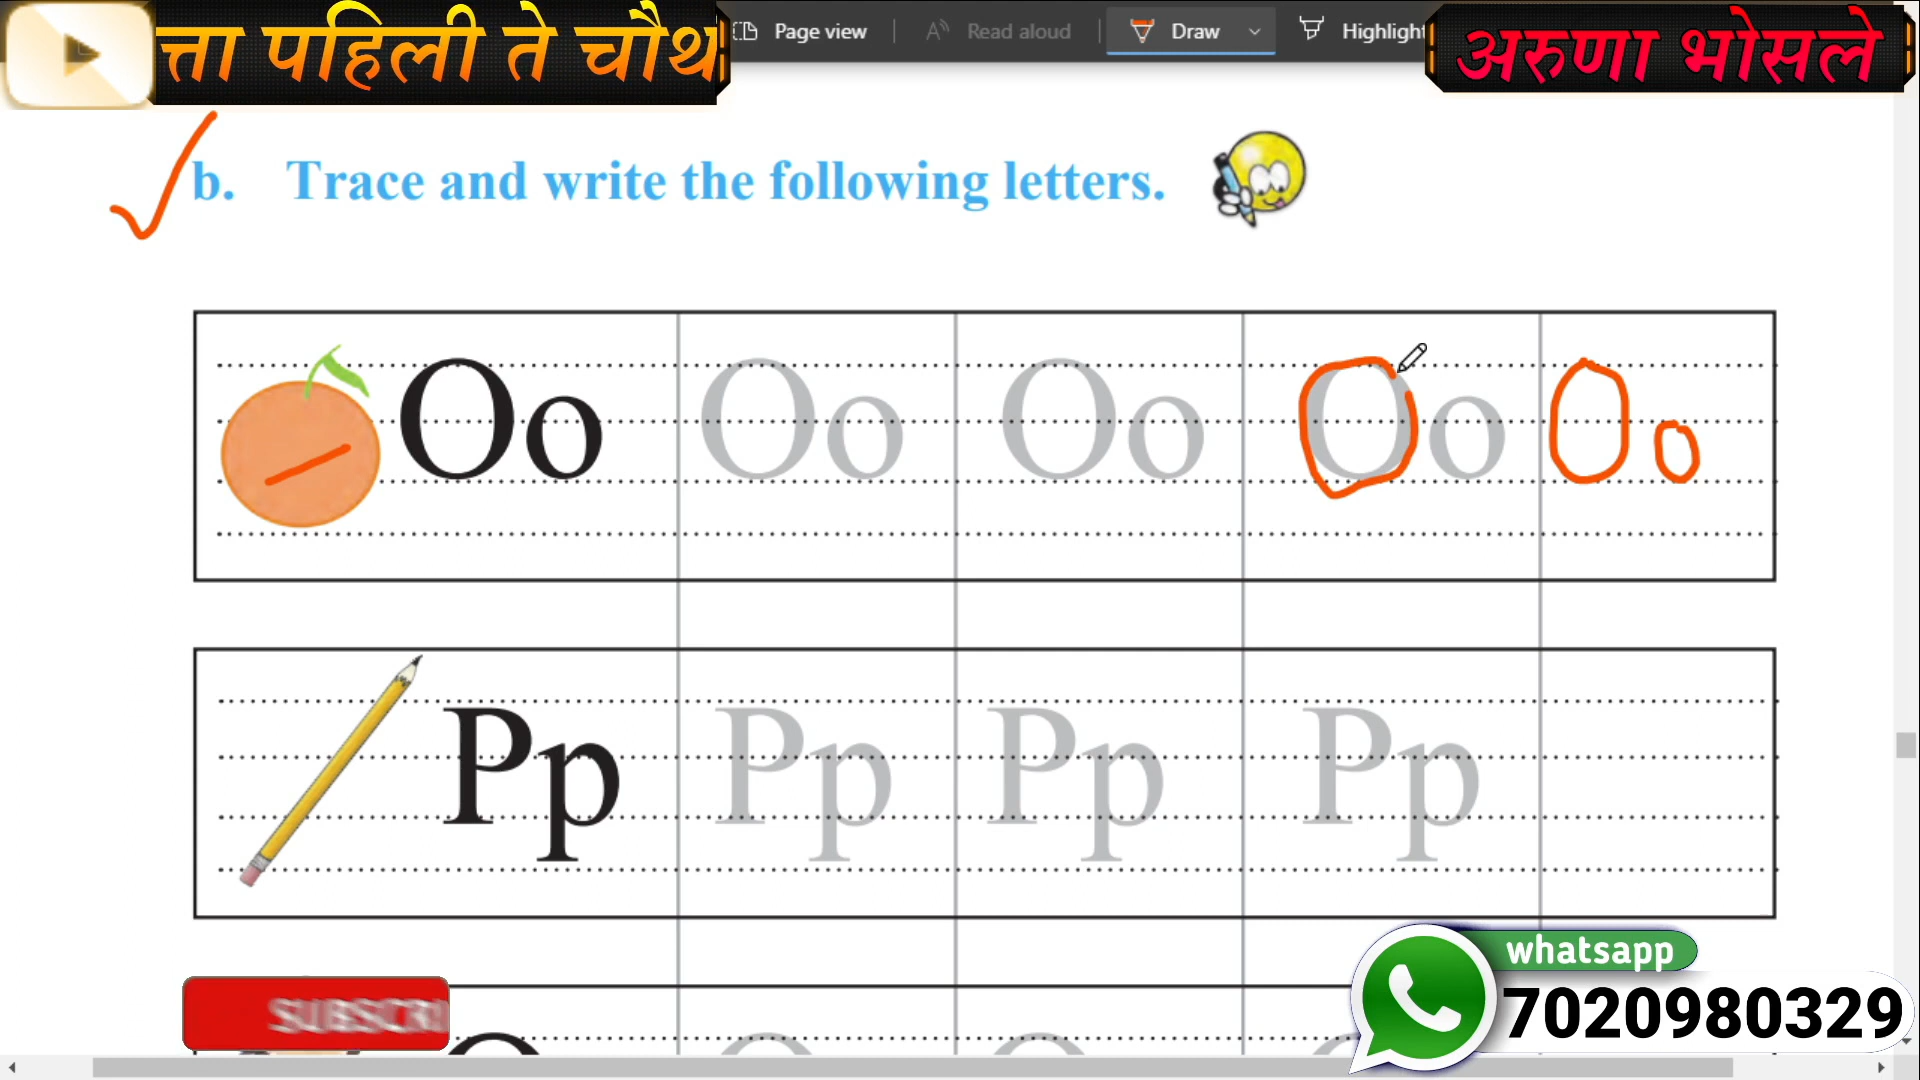 त्ता पहिली ते चौथ
Page view
Read aloud
Draw
Highlight
अरुणा भोसले
b. Trace and write the following letters.
Oo Oo Oo Oo Oo
Pp Pp Pp Pp
SUBSCRI
whatsapp
7020980329